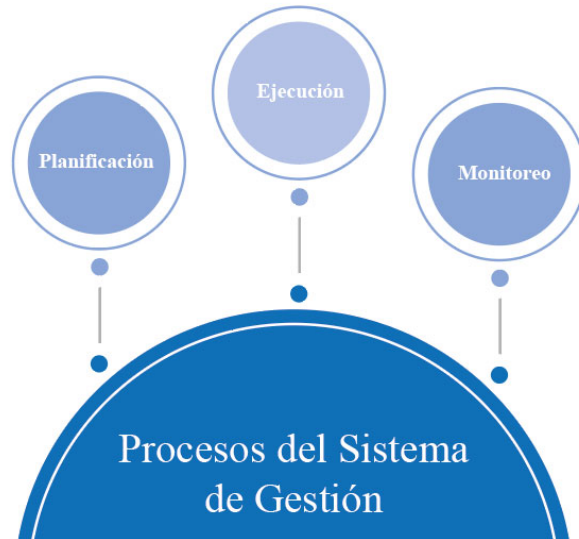 Ejecución
Planificación
Monitoreo
Procesos del Sistema
de Gestión